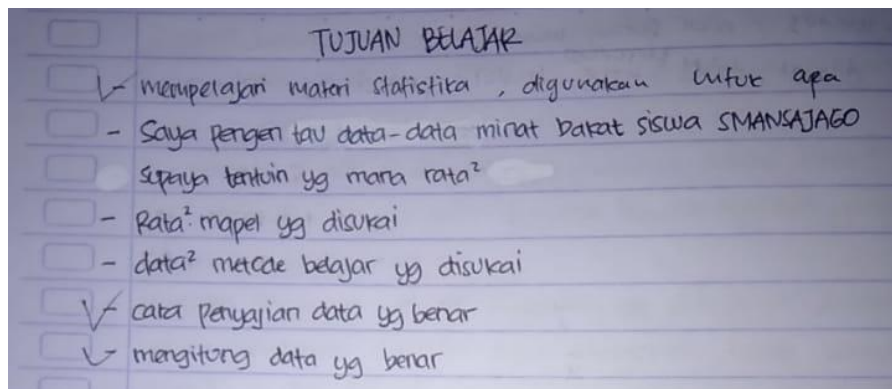 TUJUAN BELAJAR
- mempelajari materi statistika, digunakan untuk apa
- Saya pengen tau data-data minat bakat siswa SMANSAJAGO
supaya tentuin yg mana rata²
- Rata² mapel yg disukai
- data² metode belajar yg disukai
- cara penyajian data yg benar
- mengitung data yg benar